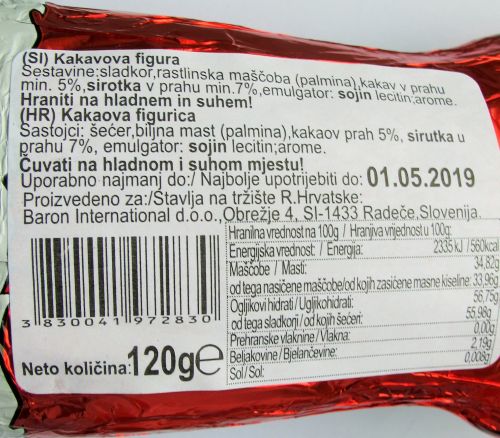 (SI) Kakavova figura
Sestavine:sladkor,rastlinska maščoba (palmina),kakav v prahu
min. 5%,sirotka v prahu min.7%,emulgator: sojin lecitin;arome.
Hraniti na hladnem in suhem!
(HR) Kakaova figurica
Sastojci: šećer,biljna mast (palmina),kakaov prah 5%, sirutka u
prahu 7%, emulgator: sojin lecitin;arome.
Čuvati na hladnom i suhom mjestu!
Uporabno najmanj do:/ Najbolje upotrijebiti do: 01.05.2019
Proizvedeno za:/Stavlja na tržište R.Hrvatske:
Baron International d.o.o.,Obrežje 4, SI-1433 Radeče,Slovenija.
Hranilna vrednost na 100g / Hranjiva vrijednost u 100g:
Energijska vrednost: / Energija: 2335 kJ / 560kcal
Maščobe / Masti: 34,82g
od tega nasičene maščobe/od kojih zasićene masne kiseline: 33,96g
Ogljikovi hidrati / Ugljikohidrati: 56,75g
od tega sladkorji / od kojih šećeri: 55,98g
Prehranske vlaknine / Vlakna: 0,00g
Beljakovine / Bjelančevine: 2,19g
Sol / Sol: 0,008g
3 830041 972830
Neto količina: 120g e